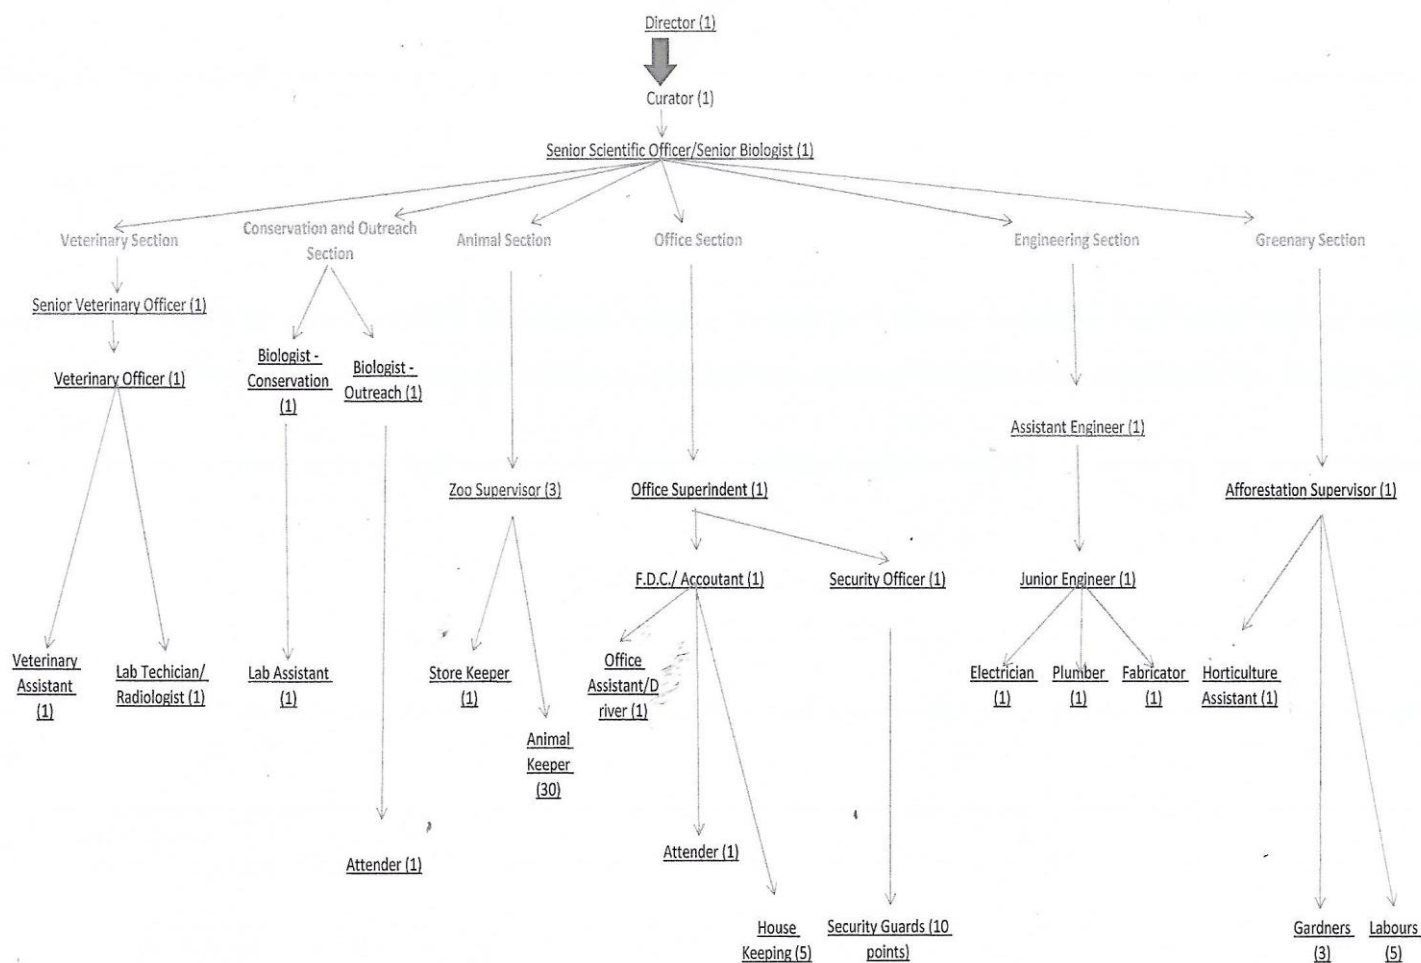 Director (1)
Curator (1)
Senior Scientific Officer/Senior Biologist (1)
Veterinary Section
Conservation and Outreach
Section
Animal Section
Office Section
Engineering Section
Greenary Section
Senior Veterinary Officer (1)
Veterinary Officer (1)
Biologist -
Conservation
(1)
Biologist -
Outreach (1)
Assistant Engineer (1)
Zoo Supervisor (3)
Office Superindent (1)
Afforestation Supervisor (1)
F.D.C./ Accoutant (1)
Security Officer (1)
Junior Engineer (1)
Veterinary
Assistant
(1)
Lab Techician/
Radiologist (1)
Lab Assistant
(1)
Store Keeper
(1)
Animal
Keeper
(30)
Office
Assistant/D
river (1)
Electrician
(1)
Plumber
(1)
Fabricator
(1)
Horticulture
Assistant (1)
Attender (1)
Attender (1)
House
Keeping (5)
Security Guards (10
points)
Gardners
(3)
Labours
(5)